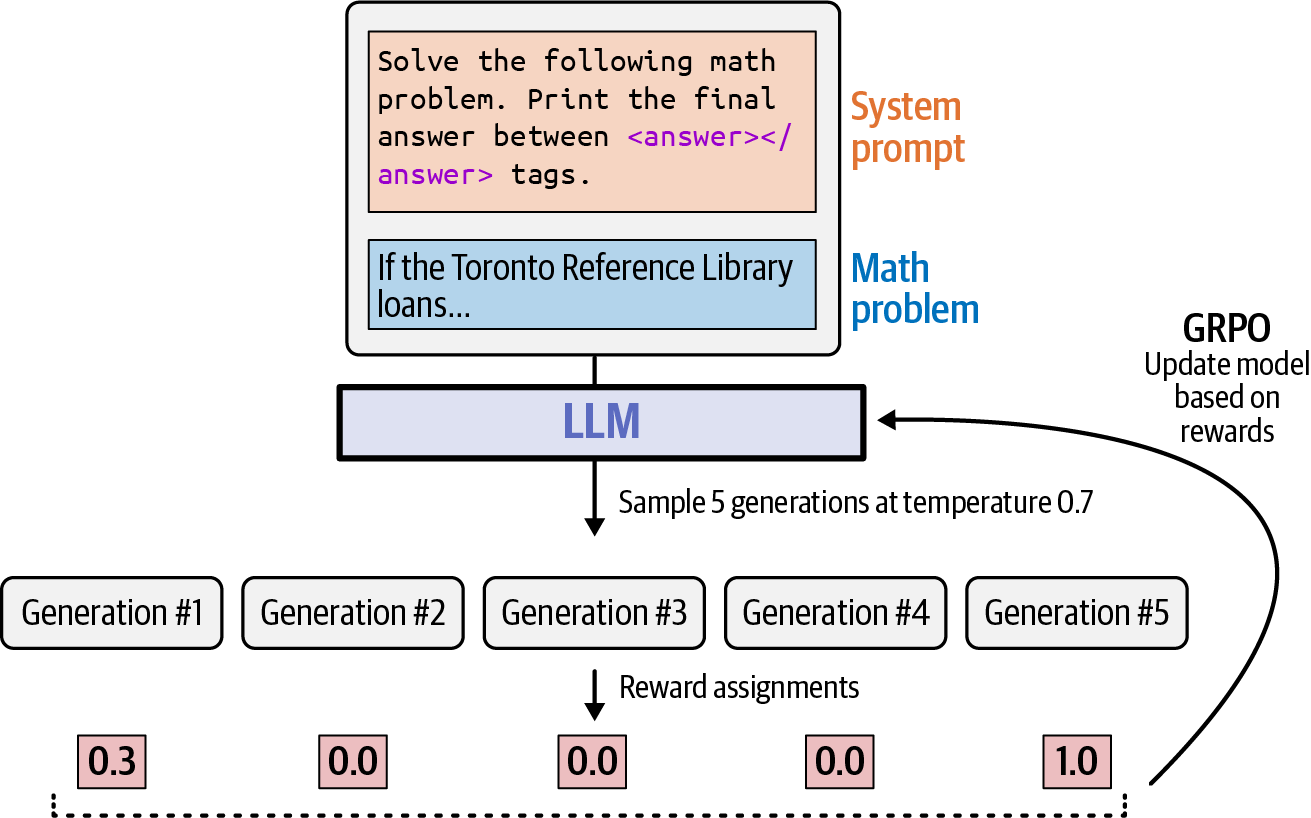 Solve the following math
problem. Print the final
answer between <answer></
answer> tags.
System
prompt
If the Toronto Reference Library
loans...
Math
problem
GRPO
Update model
based on
rewards
LLM
Sample 5 generations at temperature 0.7
Generation #1
Generation #2
Generation #3
Generation #4
Generation #5
Reward assignments
0.3
0.0
0.0
0.0
1.0